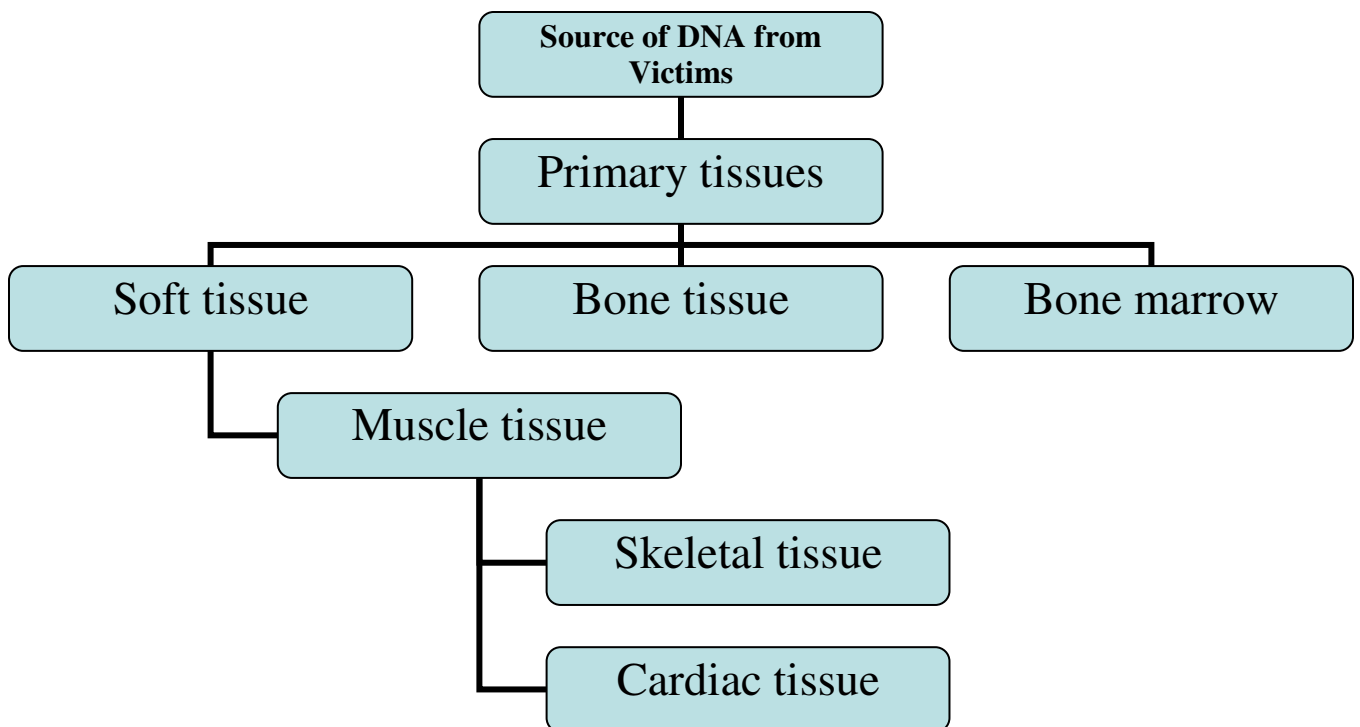 Source of DNA from
Victims
Primary tissues
Soft tissue
Bone tissue
Bone marrow
Muscle tissue
Skeletal tissue
Cardiac tissue